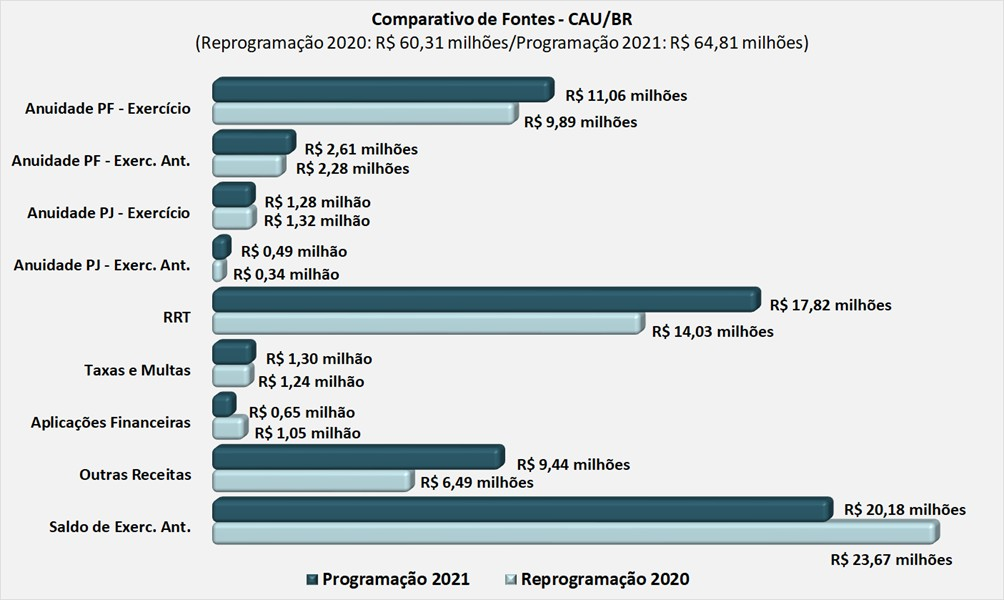 Comparativo de Fontes - CAU/BR
(Reprogramação 2020: R$ 60,31 milhões/Programação 2021: R$ 64,81 milhões)
Anuidade PF - Exercício
R$ 11,06 milhões
R$ 9,89 milhões
Anuidade PF - Exerc. Ant.
R$ 2,61 milhões
R$ 2,28 milhões
Anuidade PJ - Exercício
R$ 1,28 milhão
R$ 1,32 milhão
Anuidade PJ - Exerc. Ant.
R$ 0,49 milhão
R$ 0,34 milhão
RRT
R$ 17,82 milhões
R$ 14,03 milhões
Taxas e Multas
R$ 1,30 milhão
R$ 1,24 milhão
Aplicações Financeiras
R$ 0,65 milhão
R$ 1,05 milhão
Outras Receitas
R$ 9,44 milhões
R$ 6,49 milhões
Saldo de Exerc. Ant.
R$ 20,18 milhões
R$ 23,67 milhões
Programação 2021
Reprogramação 2020